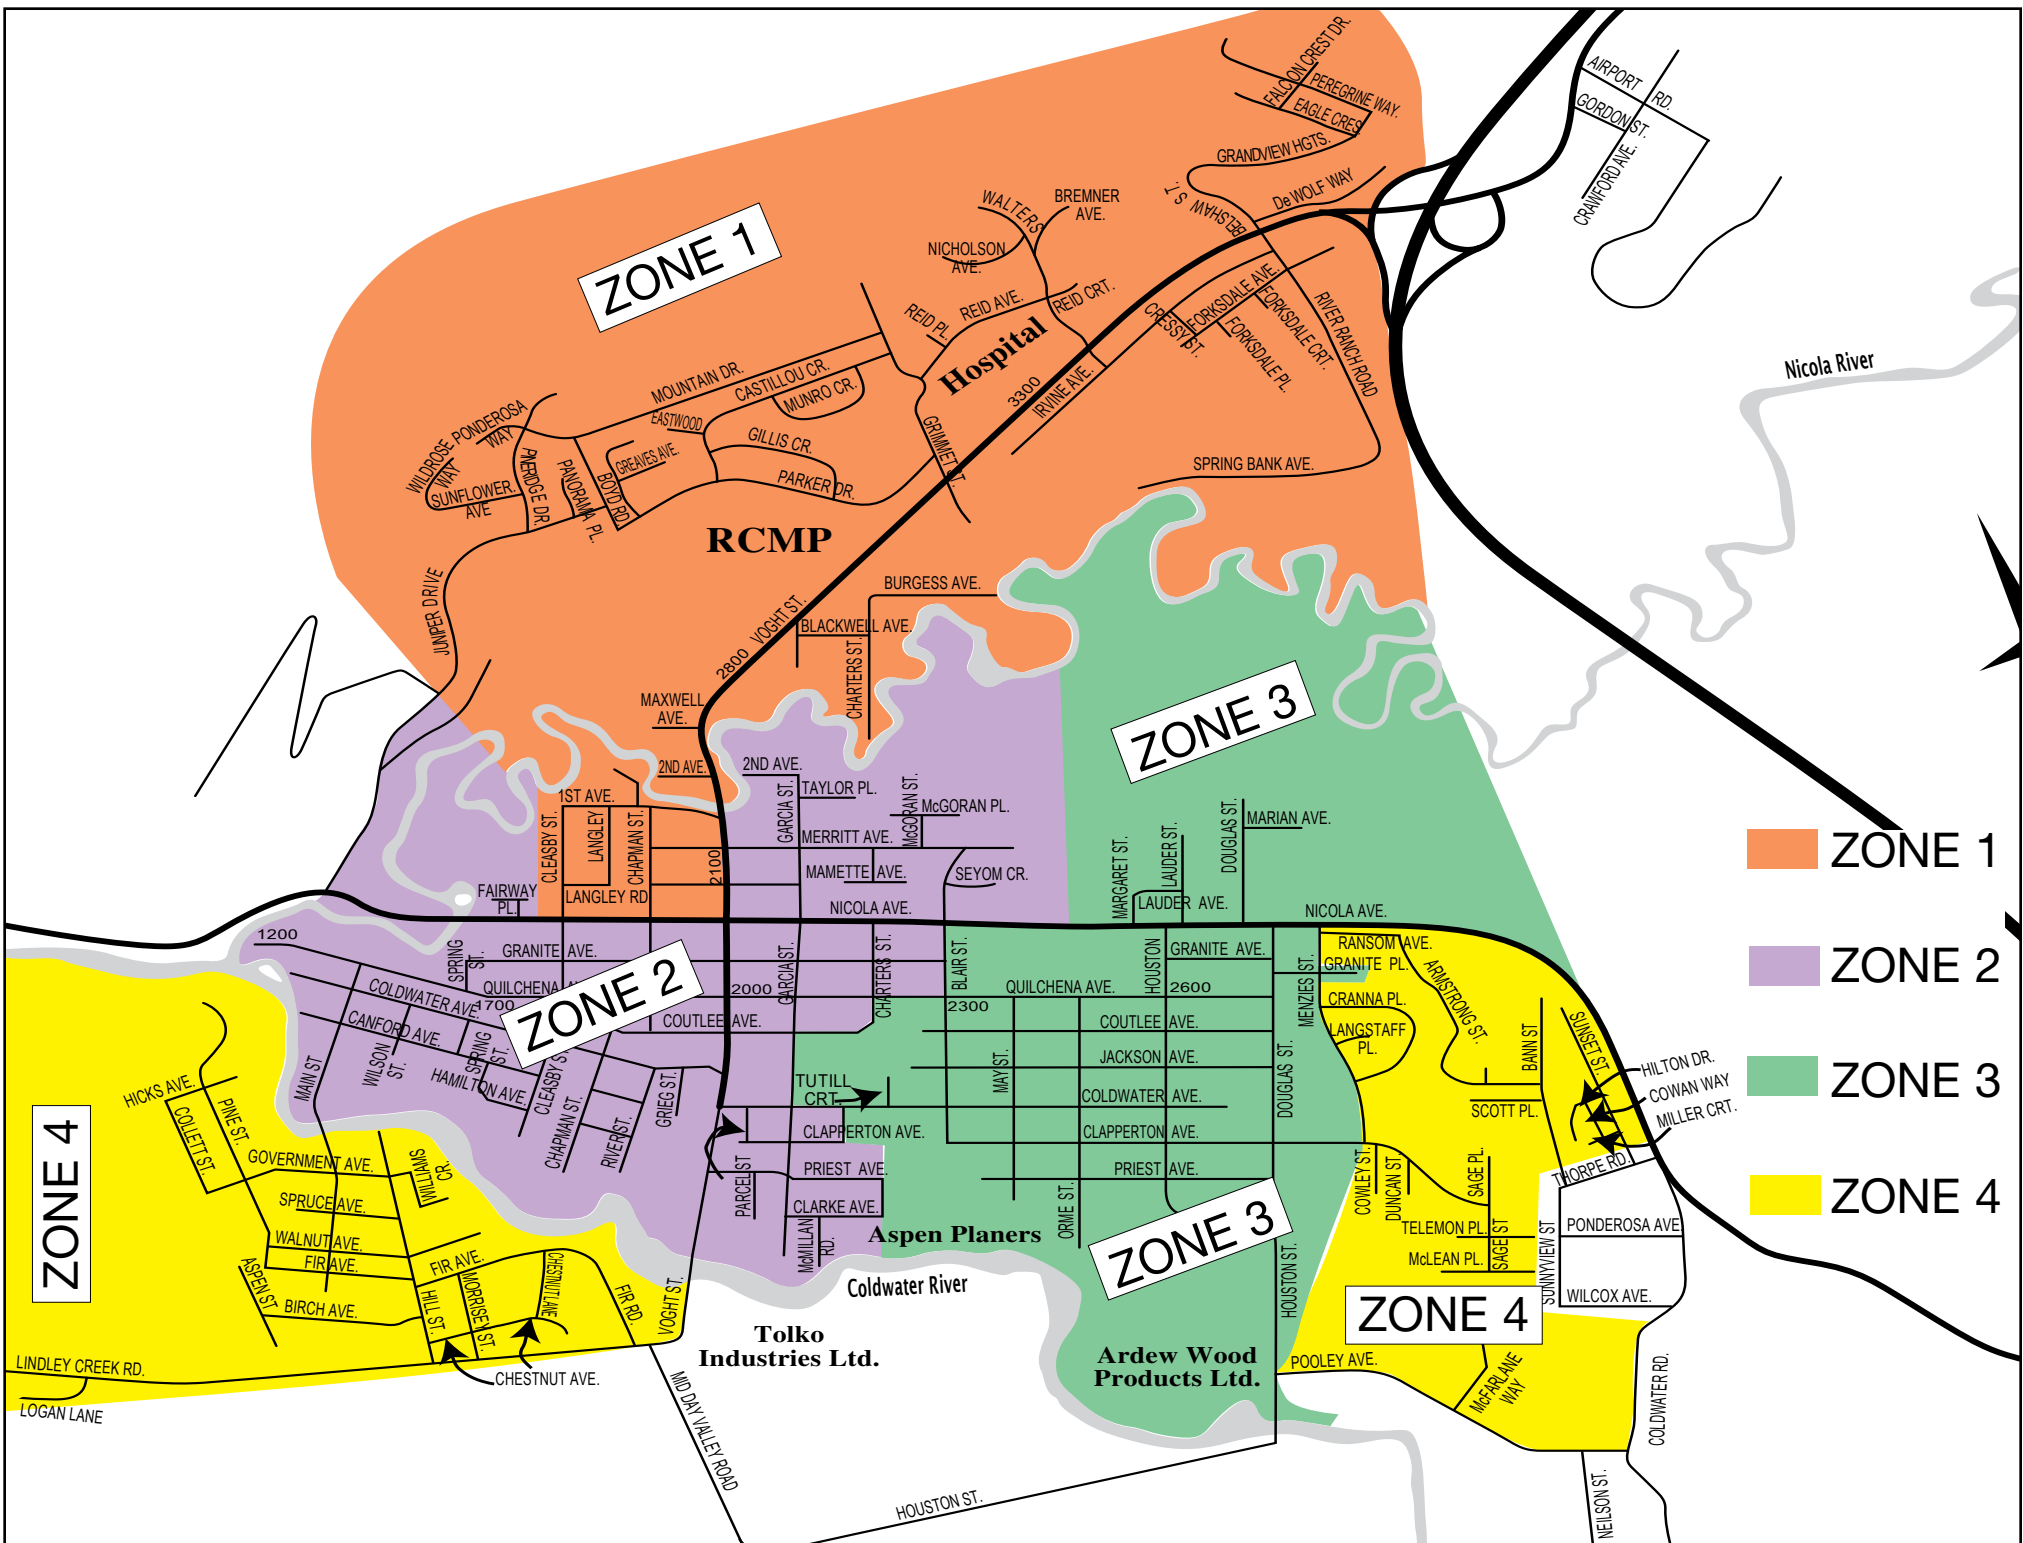 FALCON CREST DR.
PEREGRINE WAY.
EAGLE CRES
GRANDVIEW HGTS.
De WOLF WAY
BELSHAW ST.
AIRPORT RD.
GORDON ST.
CRAWFORD AVE.
ZONE 1
WALTERS
BREMNER
AVE.
NICHOLSON
AVE.
REID AVE.
REID CRT.
REID PL.
Hospital
3300
IRVINE AVE.
CRESSY ST.
FORKSDALE AVE.
FORKSDALE CRT.
FORKSDALE PL.
RIVER RANCH ROAD
SPRING BANK AVE.
Nicola River
MOUNTAIN DR.
CASTILLOU CR.
MUNRO CR.
EASTWOOD
GILLIS CR.
GREAVES AVE.
PARKER DR.
GRIMMET ST.
WILDROSE
WAY
PONDEROSA
WAY
SUNFLOWER.
AVE
PINERIDGE DR.
PANORAMA PL.
BOYD RD.
RCMP
JUNIPER DRIVE
BURGESS AVE.
BLACKWELL AVE.
CHARTERS ST.
VOGHT ST.
2800
MAXWELL
AVE.
ZONE 3
2ND AVE.
2ND AVE.
1ST AVE.
TAYLOR PL.
GARCIA ST.
McGORAN ST.
McGORAN PL.
MERRITT AVE.
MAMETTE AVE.
SEYOM CR.
CLEASBY ST.
LANGLEY
CHAPMAN ST.
2100
LANGLEY RD
FAIRWAY
PL.
NICOLA AVE.
MARGARET ST.
LAUDER ST.
LAUDER AVE.
DOUGLAS ST.
MARIAN AVE.
NICOLA AVE.
ZONE 1
ZONE 2
ZONE 3
ZONE 4
1200
SPRING
ST.
GRANITE AVE.
COLDWATER AVE.
QUILCHENA
1700
ZONE 2
2000
GARCIA ST.
CHARTERS ST.
BLAIR ST.
2300
QUILCHENA AVE.
HOUSTON
GRANITE AVE.
2600
COUTLEE AVE.
COUTLEE AVE.
JACKSON AVE.
MENZIES ST.
RANSOM AVE.
GRANITE PL.
CRANNA PL.
LANGSTAFF
PL.
ARMSTRONG ST.
BANN ST
SUNSET ST.
HILTON DR.
COWAN WAY
MILLER CRT.
CANFORD AVE.
WILSON
ST.
SPRING
ST.
HAMILTON AVE.
CLEASBY ST.
CHAPMAN ST.
RIVER ST.
GRIEG ST.
MAIN ST
TUTILL
CRT.
MAY ST.
COLDWATER AVE.
DOUGLAS ST.
CLAPPERTON AVE.
CLAPPERTON AVE.
SCOTT PL.
THORPE RD.
PRIEST AVE.
PRIEST AVE.
PARCEL ST
CLARKE AVE.
McMILLAN
RD.
Aspen Planers
ORME ST.
ZONE 3
COWLEY ST.
DUNCAN ST.
SAGE PL.
TELEMON PL.
McLEAN PL.
SAGE ST
SUNNYVIEW ST
PONDEROSA AVE.
WILCOX AVE.
ZONE 4
ZONE 4
HICKS AVE.
COLLETT ST.
PINE ST.
GOVERNMENT AVE.
WILLIAMS
CR.
SPRUCE AVE.
WALNUT AVE.
FIR AVE.
FIR AVE.
ASPEN ST
BIRCH AVE.
HILL ST.
MORRISEY ST.
CHESTNUT LANE
FIR RD.
VOGHT ST.
CHESTNUT AVE.
LINDLEY CREEK RD.
LOGAN LANE
Coldwater River
Tolko
Industries Ltd.
Ardew Wood
Products Ltd.
HOUSTON ST.
POOLEY AVE.
McFARLANE
WAY
COLDWATER RD.
NEILSON ST.
MID DAY VALLEY ROAD
HOUSTON ST.